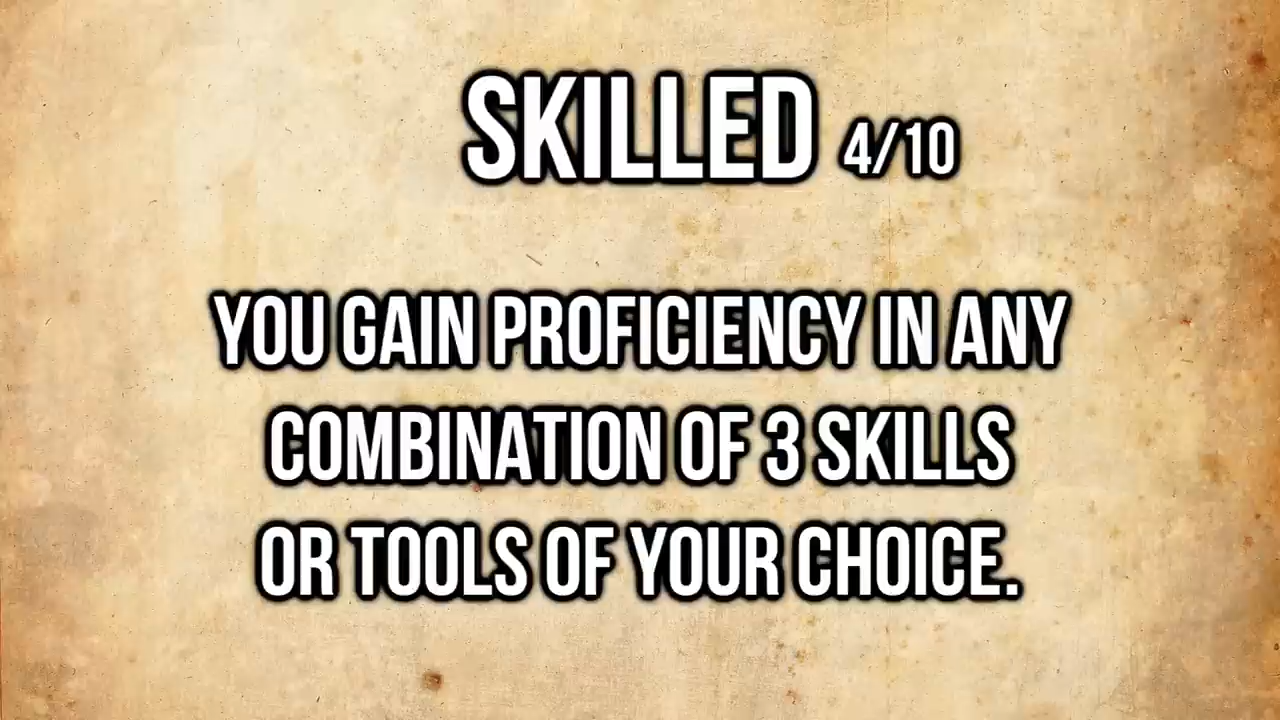 SKILLED 4/10
YOU GAIN PROFICIENCY IN ANY
COMBINATION OF 3 SKILLS
OR TOOLS OF YOUR CHOICE.